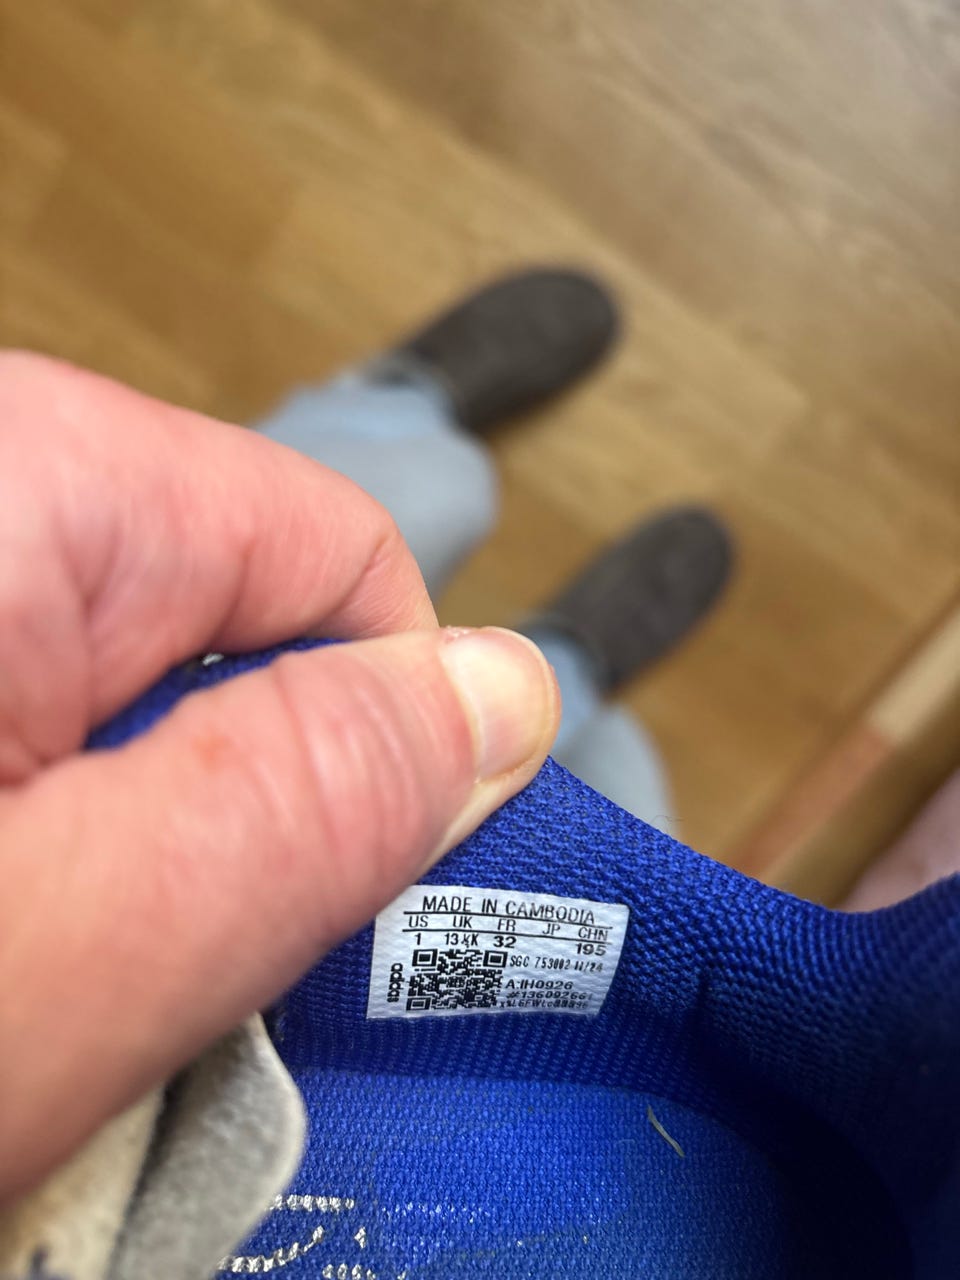 MADE IN CAMBODIA
US UK FR JP CHN
1 13½K 32 195
SGC 753002 11/24
adidas
A:IH0926